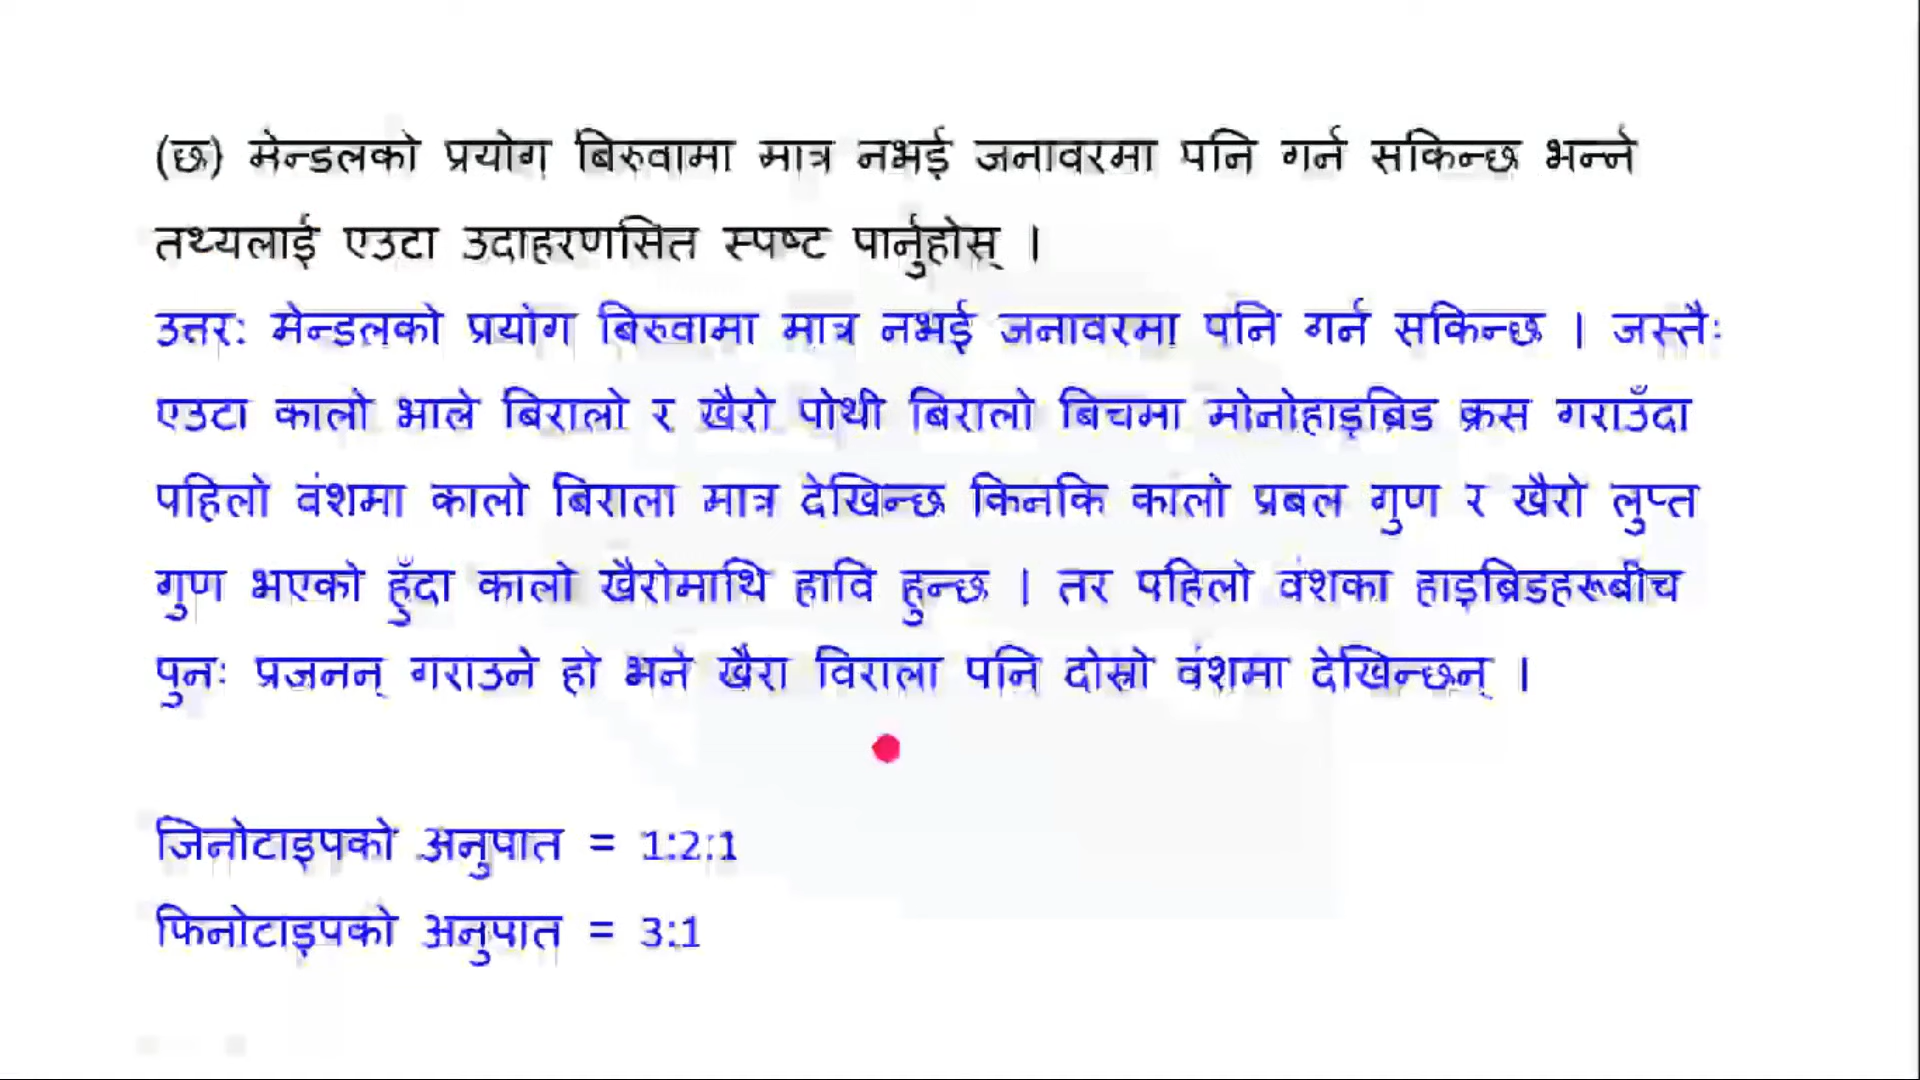 (छ) मेन्डलको प्रयोग बिरुवामा मात्र नभई जनावरमा पनि गर्न सकिन्छ भन्ने
तथ्यलाई एउटा उदाहरणसित स्पष्ट पार्नुहोस् ।
उत्तर: मेन्डलको प्रयोग बिरुवामा मात्र नभई जनावरमा पनि गर्न सकिन्छ । जस्तै:
एउटा कालो भाले बिरालो र खैरो पोथी बिरालो बिचमा मोनोहाइब्रिड क्रस गराउँदा
पहिलो वंशमा कालो बिराला मात्र देखिन्छ किनकि कालो प्रबल गुण र खैरो लुप्त
गुण भएको हुँदा कालो खैरोमाथि हावि हुन्छ । तर पहिलो वंशका हाइब्रिडहरूबीच
पुनः प्रजनन् गराउने हो भने खैरा विराला पनि दोस्रो वंशमा देखिन्छन् ।
जिनोटाइपको अनुपात = 1:2:1
फिनोटाइपको अनुपात = 3:1